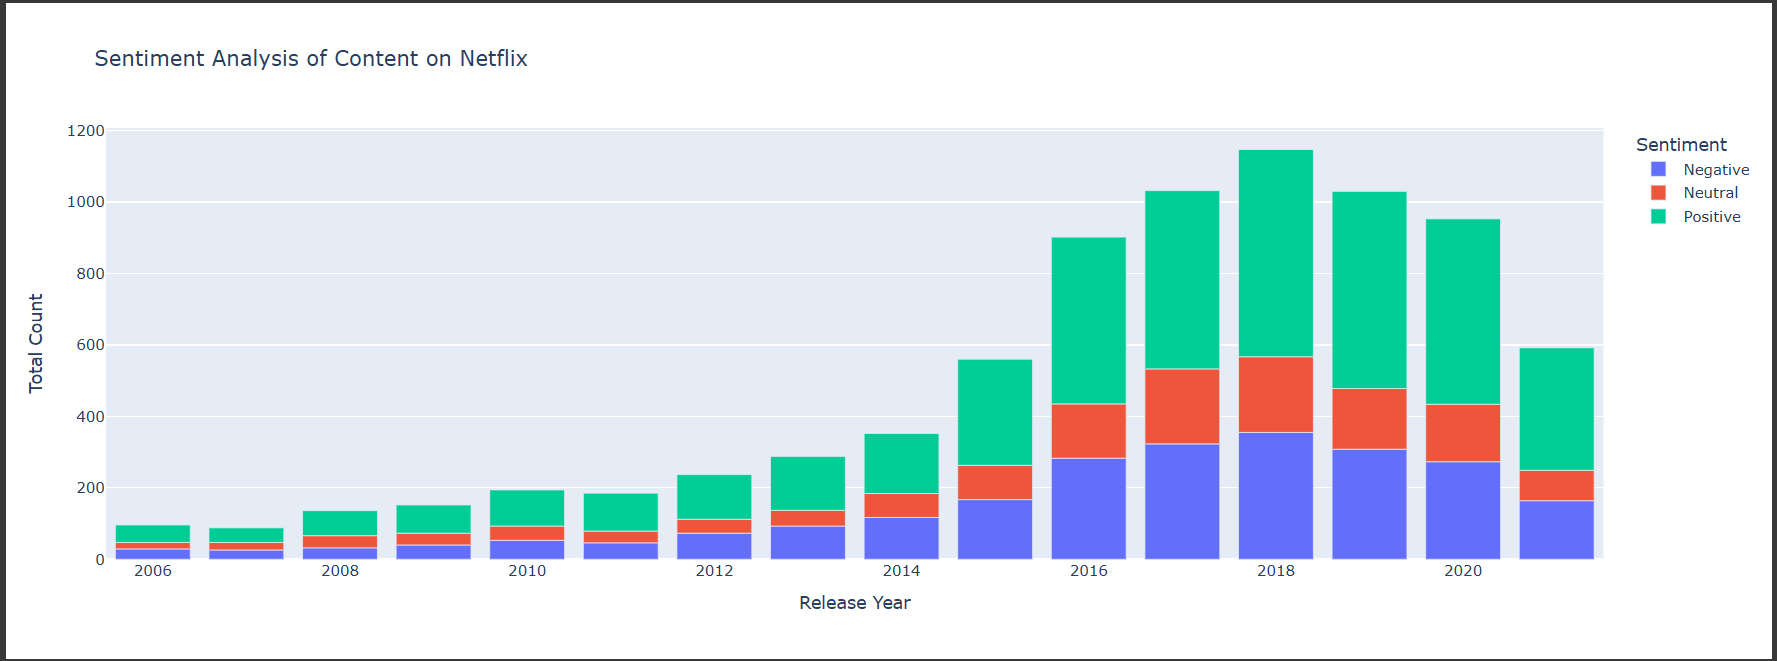 Sentiment Analysis of Content on Netflix
1200
1000
800
600
400
200
0
Total Count
2006
2008
2010
2012
2014
2016
2018
2020
Release Year
Sentiment
Negative
Neutral
Positive